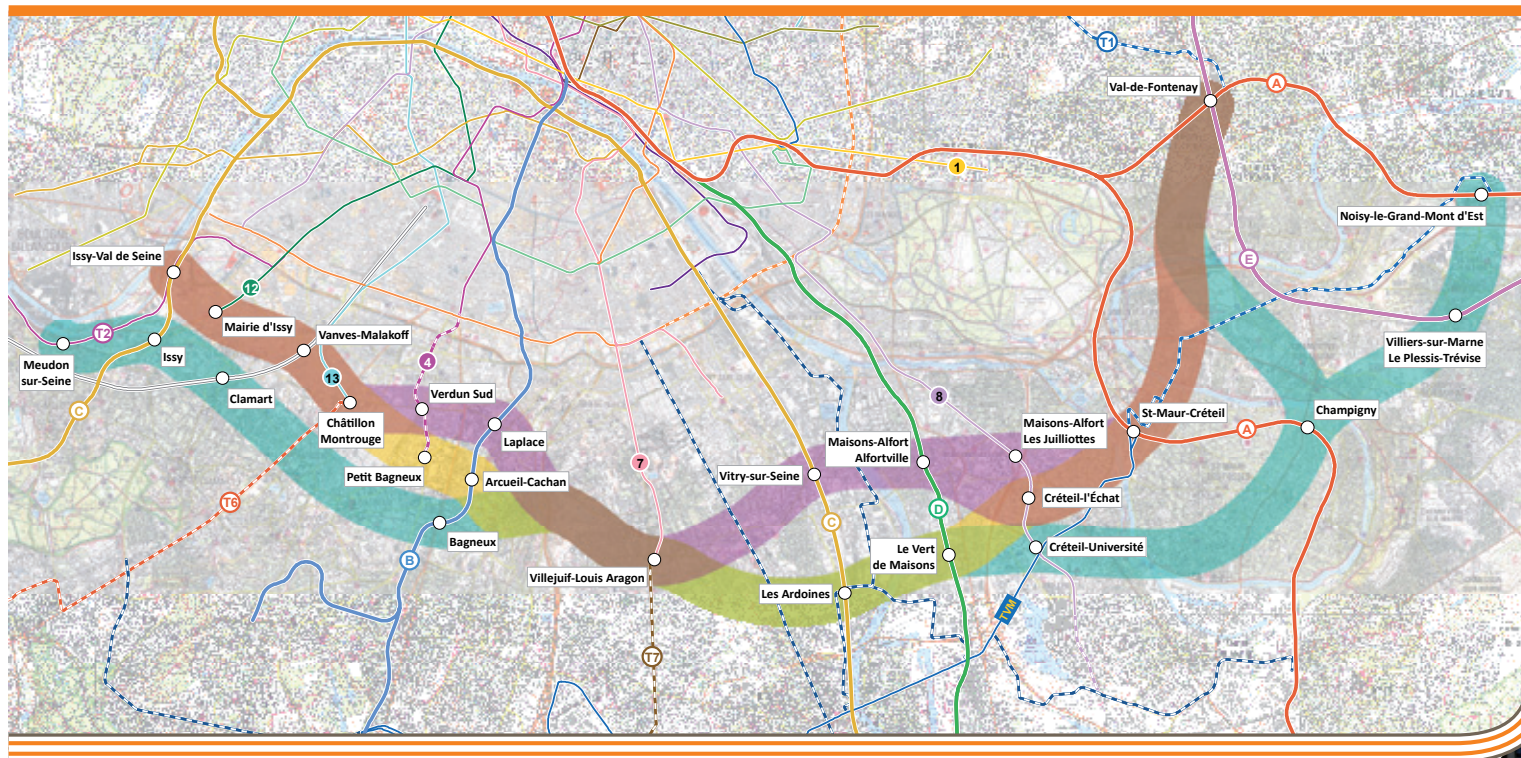 T1
Val-de-Fontenay
A
1
Noisy-le-Grand-Mont d'Est
Issy-Val de Seine
E
12
Mairie d'Issy
T2
Vanves-Malakoff
Villiers-sur-Marne
Le Plessis-Trévise
Meudon
sur-Seine
Issy
4
13
Clamart
Verdun Sud
8
C
Châtillon
Montrouge
Laplace
Maisons-Alfort
Les Juilliottes
St-Maur-Créteil
Champigny
A
Maisons-Alfort
Alfortville
7
Petit Bagneux
Arcueil-Cachan
Vitry-sur-Seine
T6
Créteil-l'Échat
D
C
Bagneux
Créteil-Université
B
Le Vert
de Maisons
Villejuif-Louis Aragon
Les Ardoines
TVM
T7